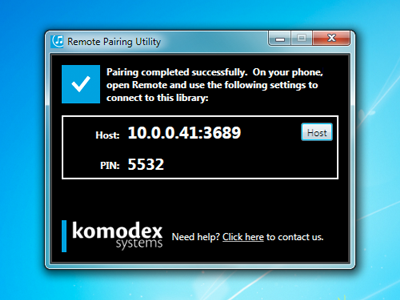 Remote Pairing Utility
Pairing completed successfully.  On your phone,
open Remote and use the following settings to
connect to this library:
Host: 10.0.0.41:3689 Host
PIN: 5532
komodex
systems
Need help? Click here to contact us.